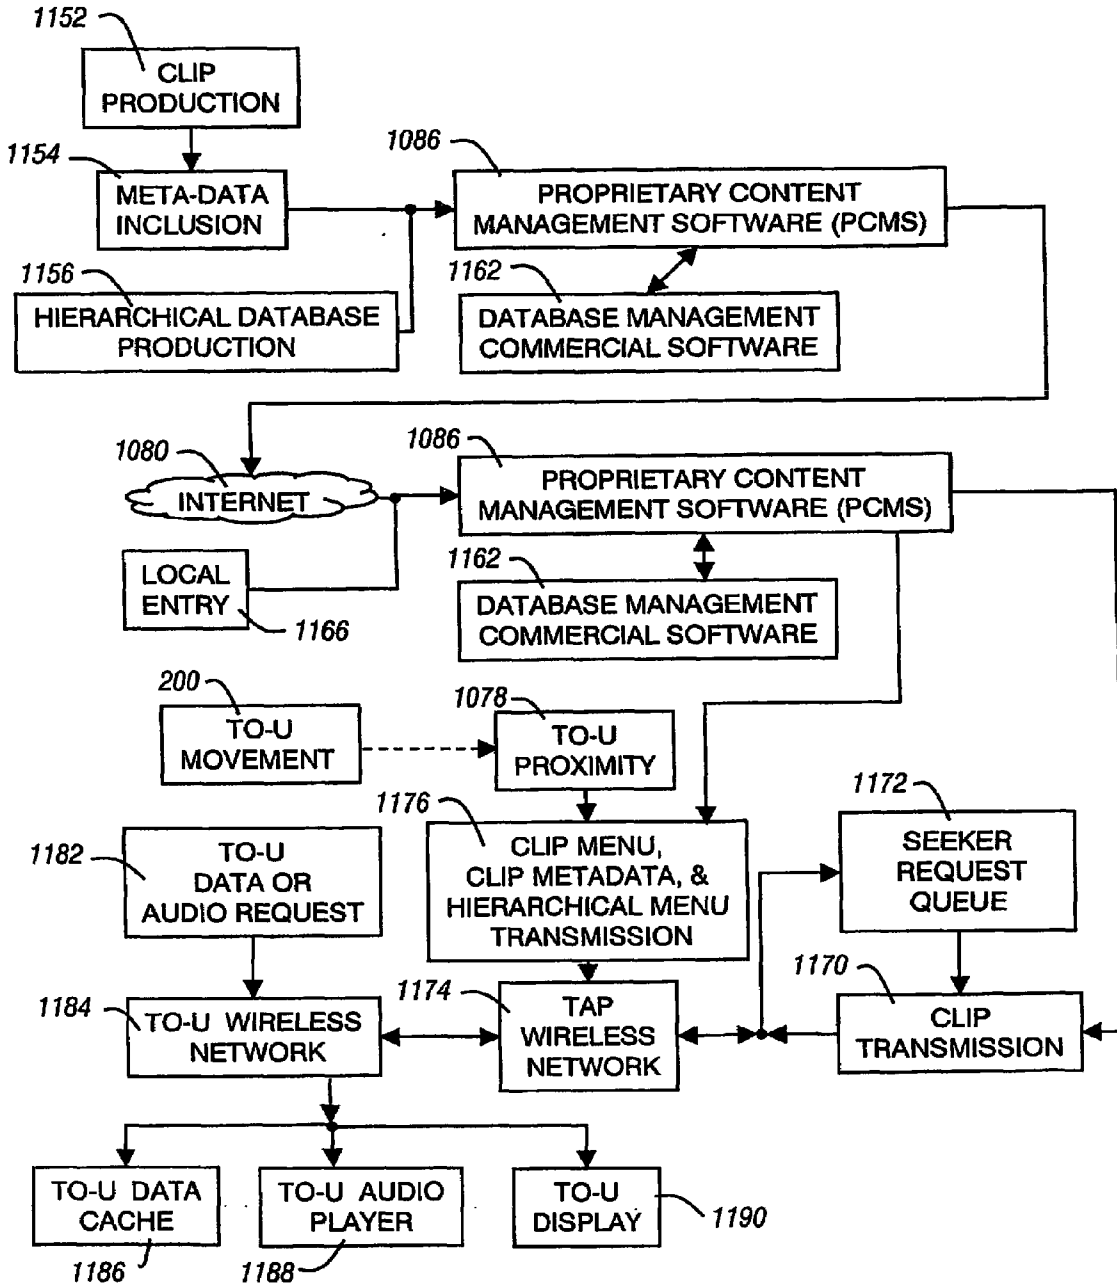 1152
CLIP
PRODUCTION
1154
META-DATA
INCLUSION
1086
PROPRIETARY CONTENT
MANAGEMENT SOFTWARE (PCMS)
1156
HIERARCHICAL DATABASE
PRODUCTION
1162
DATABASE MANAGEMENT
COMMERCIAL SOFTWARE
1080
INTERNET
1086
PROPRIETARY CONTENT
MANAGEMENT SOFTWARE (PCMS)
LOCAL
ENTRY
1166
1162
DATABASE MANAGEMENT
COMMERCIAL SOFTWARE
200
TO-U
MOVEMENT
1078
TO-U
PROXIMITY
1176
CLIP MENU,
CLIP METADATA, &
HIERARCHICAL MENU
TRANSMISSION
1172
SEEKER
REQUEST
QUEUE
1182
TO-U
DATA OR
AUDIO REQUEST
1184
TO-U WIRELESS
NETWORK
1174
TAP
WIRELESS
NETWORK
1170
CLIP
TRANSMISSION
TO-U DATA
CACHE
1186
TO-U AUDIO
PLAYER
1188
TO-U
DISPLAY
1190